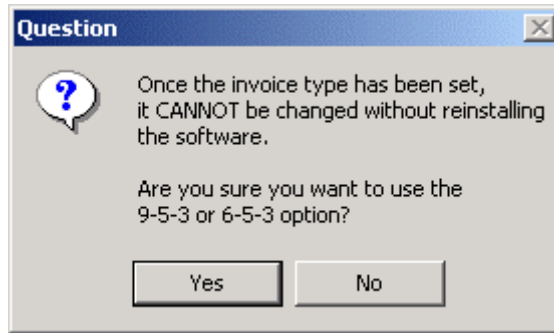 Question
Once the invoice type has been set,
it CANNOT be changed without reinstalling
the software.
Are you sure you want to use the
9-5-3 or 6-5-3 option?
Yes
No